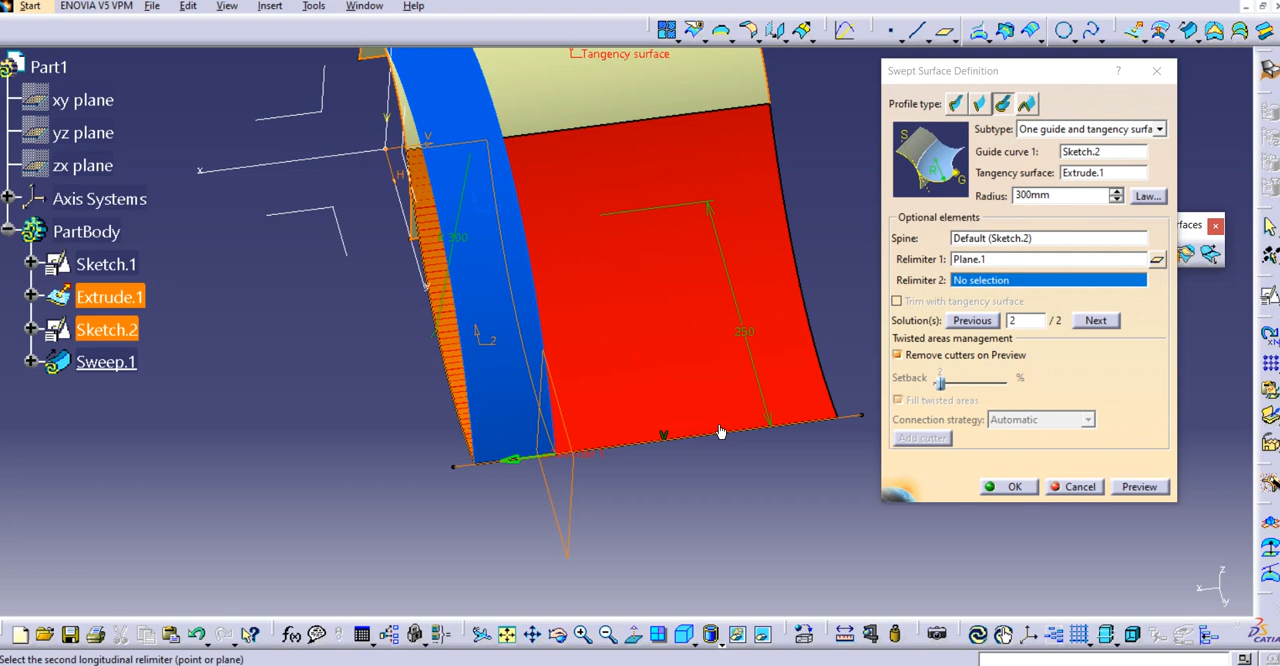 Start ENOVIA V5 VPM File Edit View Insert Tools Window Help
Part1
xy plane
yz plane
zx plane
Axis Systems
PartBody
Sketch.1
Extrude.1
Sketch.2
Sweep.1
Tangency surface
V
H
x
300
2
250
V
Swept Surface Definition ? ×
Profile type:
S
R
G
Subtype: One guide and tangency surfa
Guide curve 1: Sketch.2
Tangency surface: Extrude.1
Radius: 300mm Law...
Optional elements
Spine: Default (Sketch.2)
Relimiter 1: Plane.1
Relimiter 2: No selection
Trim with tangency surface
Solution(s): Previous 2 / 2 Next
Twisted areas management
Remove cutters on Preview
Setback 2 %
Fill twisted areas
Connection strategy: Automatic
Add cutter
OK Cancel Preview
rfaces
z
x
y
f(x)
CATIA
Select the second longitudinal relimiter (point or plane)